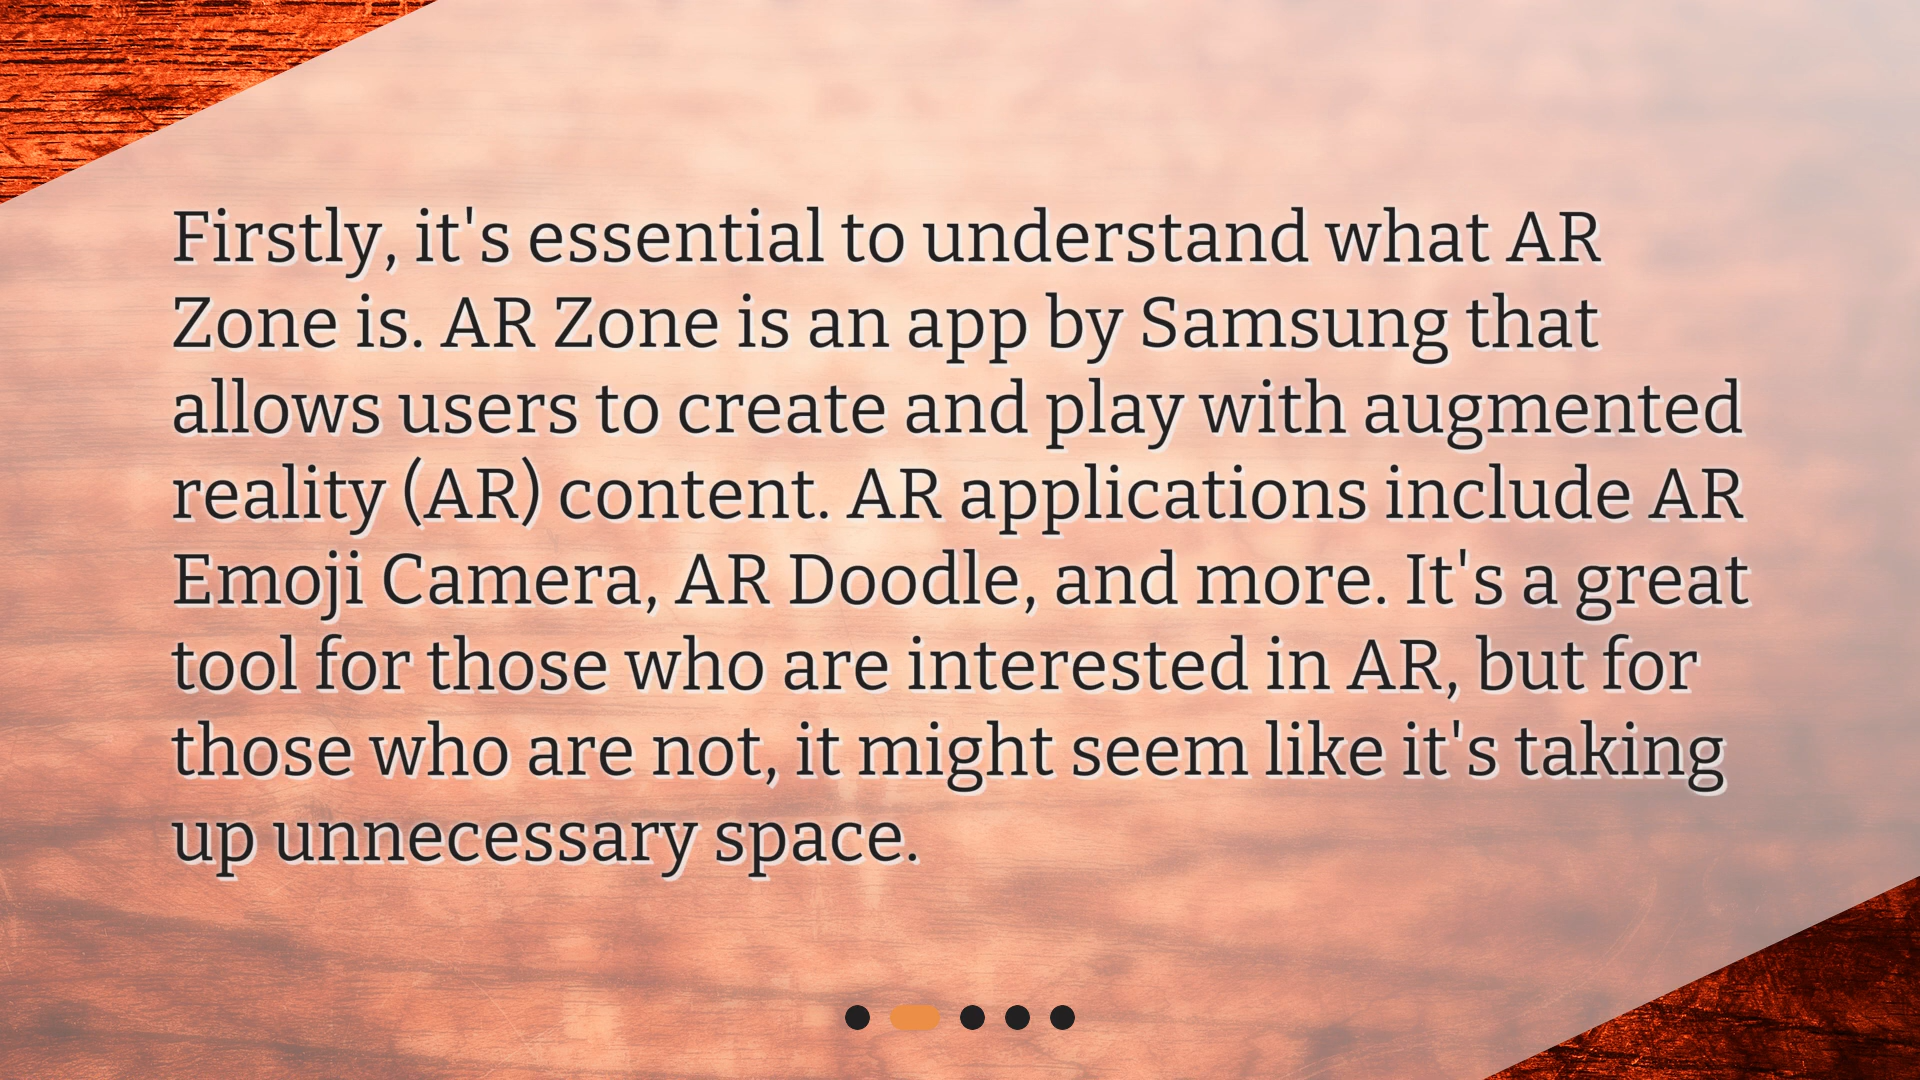 Firstly, it's essential to understand what AR
Zone is. AR Zone is an app by Samsung that
allows users to create and play with augmented
reality (AR) content. AR applications include AR
Emoji Camera, AR Doodle, and more. It's a great
tool for those who are interested in AR, but for
those who are not, it might seem like it's taking
up unnecessary space.